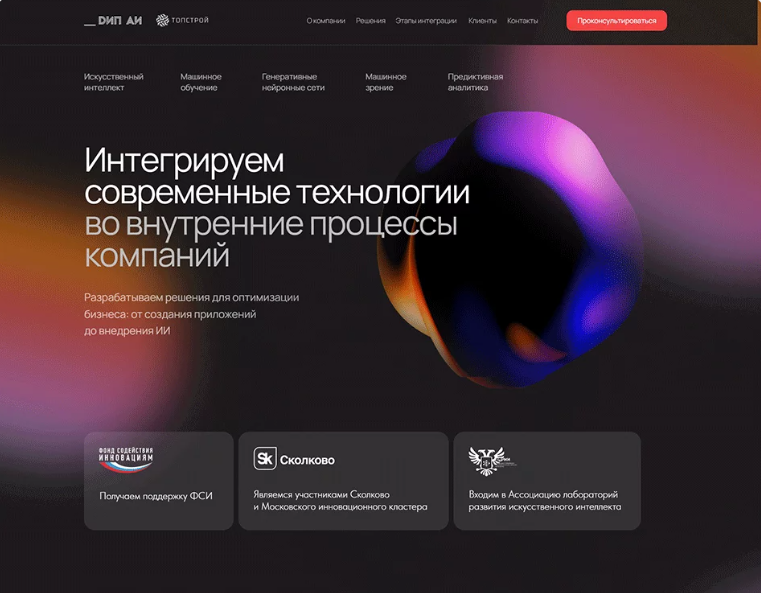 __ DИП АИ ТОПСТРОЙ О компании Решения Этапы интеграции Клиенты Контакты Проконсультироваться
Искусственный
интеллект
Машинное
обучение
Генеративные
нейронные сети
Машинное
зрение
Предиктивная
аналитика
Интегрируем
современные технологии
во внутренние процессы
компаний
Разрабатываем решения для оптимизации
бизнеса: от создания приложений
до внедрения ИИ
ФОНД СОДЕЙСТВИЯ
ИННОВАЦИЯМ
Получаем поддержку ФСИ
Sk Сколково
Являемся участниками Сколково
и Московского инновационного кластера
Входим в Ассоциацию лабораторий
развития искусственного интеллекта